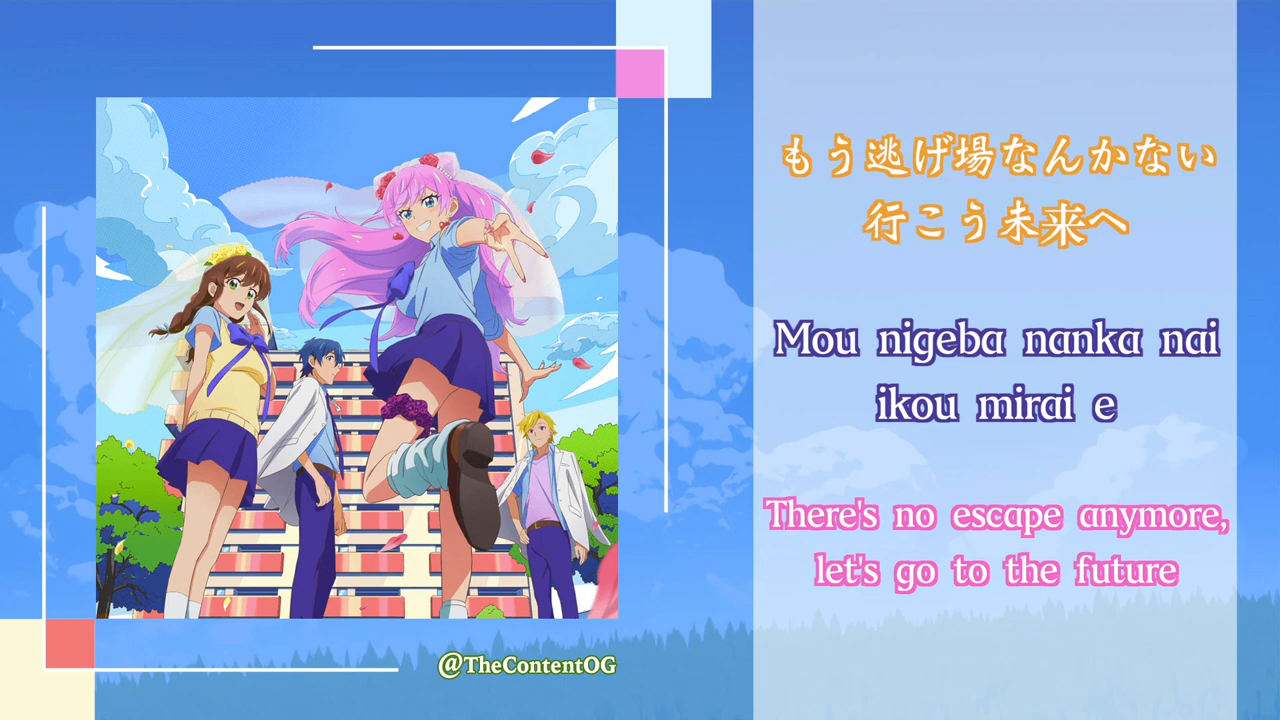 もう逃げ場なんかない
行こう未来へ
Mou nigeba nanka nai
ikou mirai e
There's no escape anymore,
let's go to the future
@TheContentOG